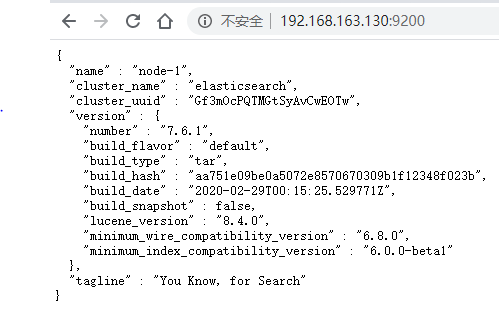 不安全 | 192.168.163.130:9200
{
"name" : "node-1",
"cluster_name" : "elasticsearch",
"cluster_uuid" : "Gf3mOcPQTMGtSyAvCwEOTw",
"version" : {
"number" : "7.6.1",
"build_flavor" : "default",
"build_type" : "tar",
"build_hash" : "aa751e09be0a5072e8570670309b1f12348f023b",
"build_date" : "2020-02-29T00:15:25.529771Z",
"build_snapshot" : false,
"lucene_version" : "8.4.0",
"minimum_wire_compatibility_version" : "6.8.0",
"minimum_index_compatibility_version" : "6.0.0-beta1"
},
"tagline" : "You Know, for Search"
}